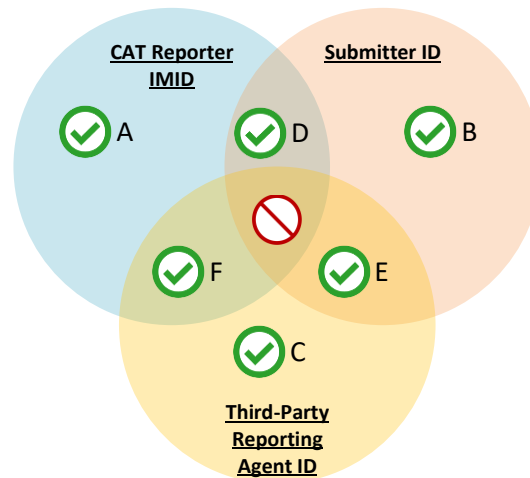 CAT Reporter
IMID
Submitter ID
A
D
B
F
E
C
Third-Party
Reporting
Agent ID